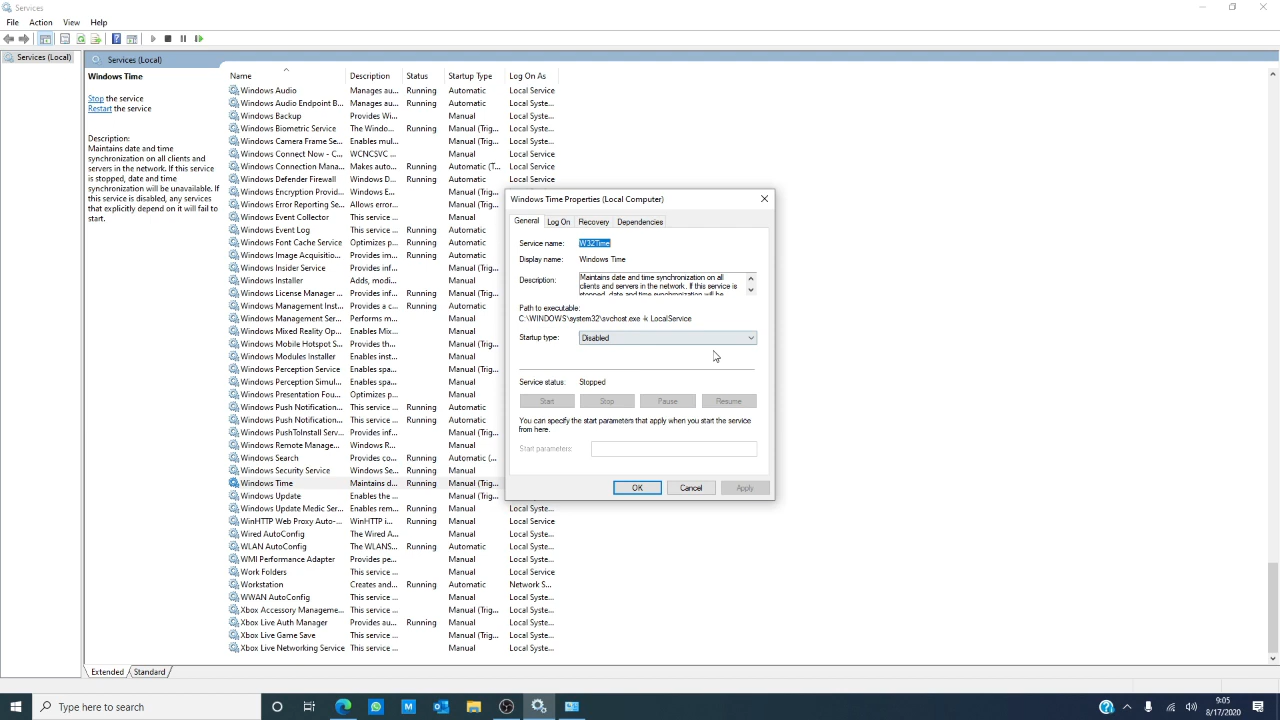 Services
File Action View Help
Services (Local)
Services (Local)
Windows Time
Stop the service
Restart the service
Description:
Maintains date and time
synchronization on all clients and
servers in the network. If this service
is stopped, date and time
synchronization will be unavailable. If
this service is disabled, any services
that explicitly depend on it will fail to
start.
Name Description Status Startup Type Log On As
Windows Audio Manages au... Running Automatic Local Service
Windows Audio Endpoint B... Manages au... Running Automatic Local Syste...
Windows Backup Provides Wi... Manual Local Syste...
Windows Biometric Service The Windo... Running Manual (Trig... Local Syste...
Windows Camera Frame Se... Enables mul... Manual (Trig... Local Syste...
Windows Connect Now - C... WCNCSVC ... Manual Local Service
Windows Connection Mana... Makes auto... Running Automatic (T... Local Service
Windows Defender Firewall Windows D... Running Automatic Local Service
Windows Encryption Provid... Windows E... Manual (Trig...
Windows Error Reporting Se... Allows error... Manual (Trig...
Windows Event Collector This service ... Manual
Windows Event Log This service ... Running Automatic
Windows Font Cache Service Optimizes p... Running Automatic
Windows Image Acquisitio... Provides im... Running Automatic
Windows Insider Service Provides inf... Manual (Trig...
Windows Installer Adds, modi... Manual
Windows License Manager ... Provides inf... Running Manual (Trig...
Windows Management Inst... Provides a c... Running Automatic
Windows Management Ser... Performs m... Manual
Windows Mixed Reality Op... Enables Mix... Manual
Windows Mobile Hotspot S... Provides th... Manual (Trig...
Windows Modules Installer Enables inst... Manual
Windows Perception Service Enables spa... Manual (Trig...
Windows Perception Simul... Enables spa... Manual
Windows Presentation Fou... Optimizes p... Manual
Windows Push Notification... This service ... Running Automatic
Windows Push Notification... This service ... Running Automatic
Windows PushToInstall Serv... Provides inf... Manual (Trig...
Windows Remote Manage... Windows R... Manual
Windows Search Provides co... Running Automatic (...
Windows Security Service Windows Se... Running Manual
Windows Time Maintains d... Running Manual (Trig...
Windows Update Enables the ... Manual (Trig...
Windows Update Medic Ser... Enables rem... Running Manual Local Syste...
WinHTTP Web Proxy Auto-... WinHTTP i... Running Manual Local Service
Wired AutoConfig The Wired A... Manual Local Syste...
WLAN AutoConfig The WLANS... Running Automatic Local Syste...
WMI Performance Adapter Provides pe... Manual Local Syste...
Work Folders This service ... Manual Local Service
Workstation Creates and... Running Automatic Network S...
WWAN AutoConfig This service ... Manual Local Syste...
Xbox Accessory Manageme... This service ... Manual (Trig... Local Syste...
Xbox Live Auth Manager Provides au... Running Manual Local Syste...
Xbox Live Game Save This service ... Manual (Trig... Local Syste...
Xbox Live Networking Service This service ... Manual Local Syste...
Windows Time Properties (Local Computer)
General Log On Recovery Dependencies
Service name: W32Time
Display name: Windows Time
Description: Maintains date and time synchronization on all
clients and servers in the network. If this service is
stopped, date and time synchronization will be
Path to executable:
C:\WINDOWS\system32\svchost.exe -k LocalService
Startup type: Disabled
Service status: Stopped
Start Stop Pause Resume
You can specify the start parameters that apply when you start the service
from here.
Start parameters:
OK Cancel Apply
Extended Standard
Type here to search
9:05
8/17/2020